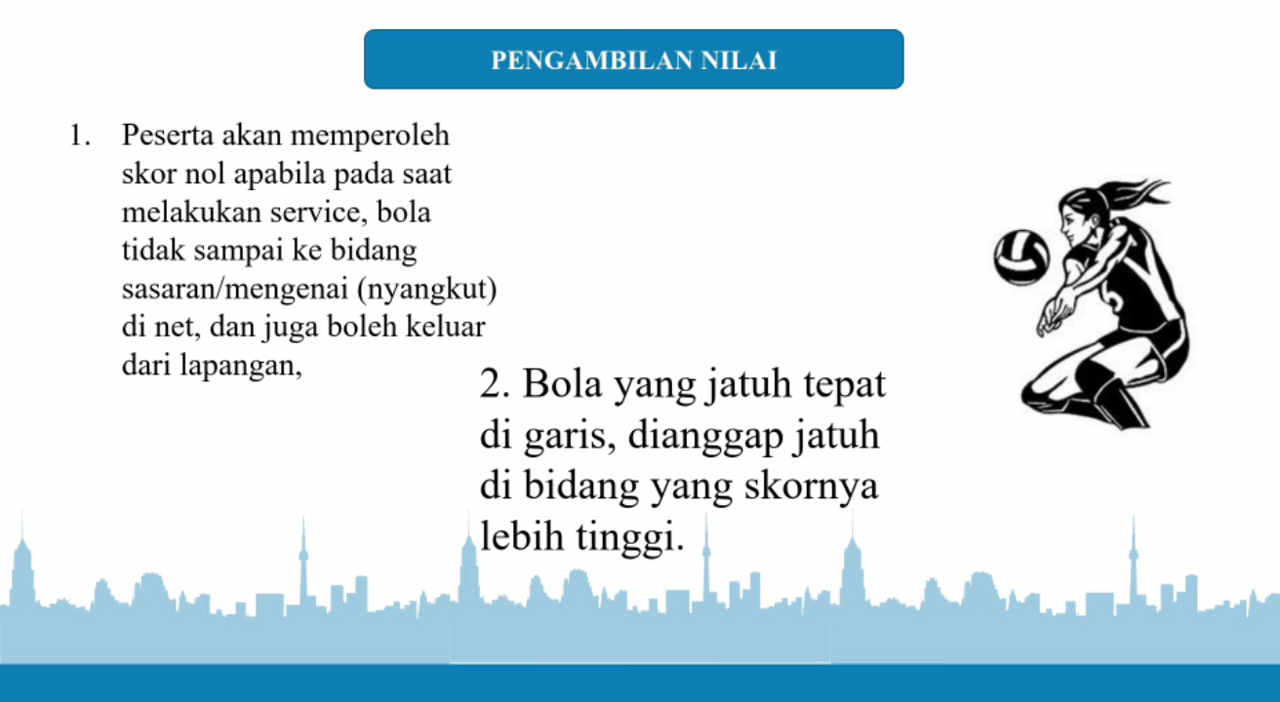 PENGAMBILAN NILAI
1. Peserta akan memperoleh
skor nol apabila pada saat
melakukan service, bola
tidak sampai ke bidang
sasaran/mengenai (nyangkut)
di net, dan juga boleh keluar
dari lapangan,
2. Bola yang jatuh tepat
di garis, dianggap jatuh
di bidang yang skornya
lebih tinggi.